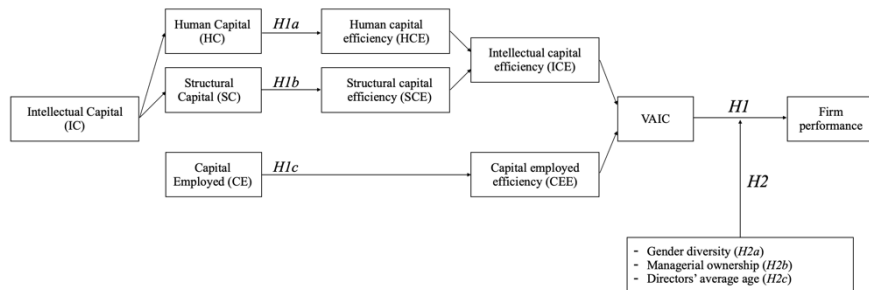 Human Capital
(HC)
H1a
Human capital
efficiency (HCE)
Intellectual capital
efficiency (ICE)
Structural
Capital (SC)
H1b
Structural capital
efficiency (SCE)
Intellectual Capital
(IC)
VAIC
H1
Firm
performance
Capital
Employed (CE)
H1c
Capital employed
efficiency (CEE)
H2
- Gender diversity (H2a)
- Managerial ownership (H2b)
- Directors' average age (H2c)